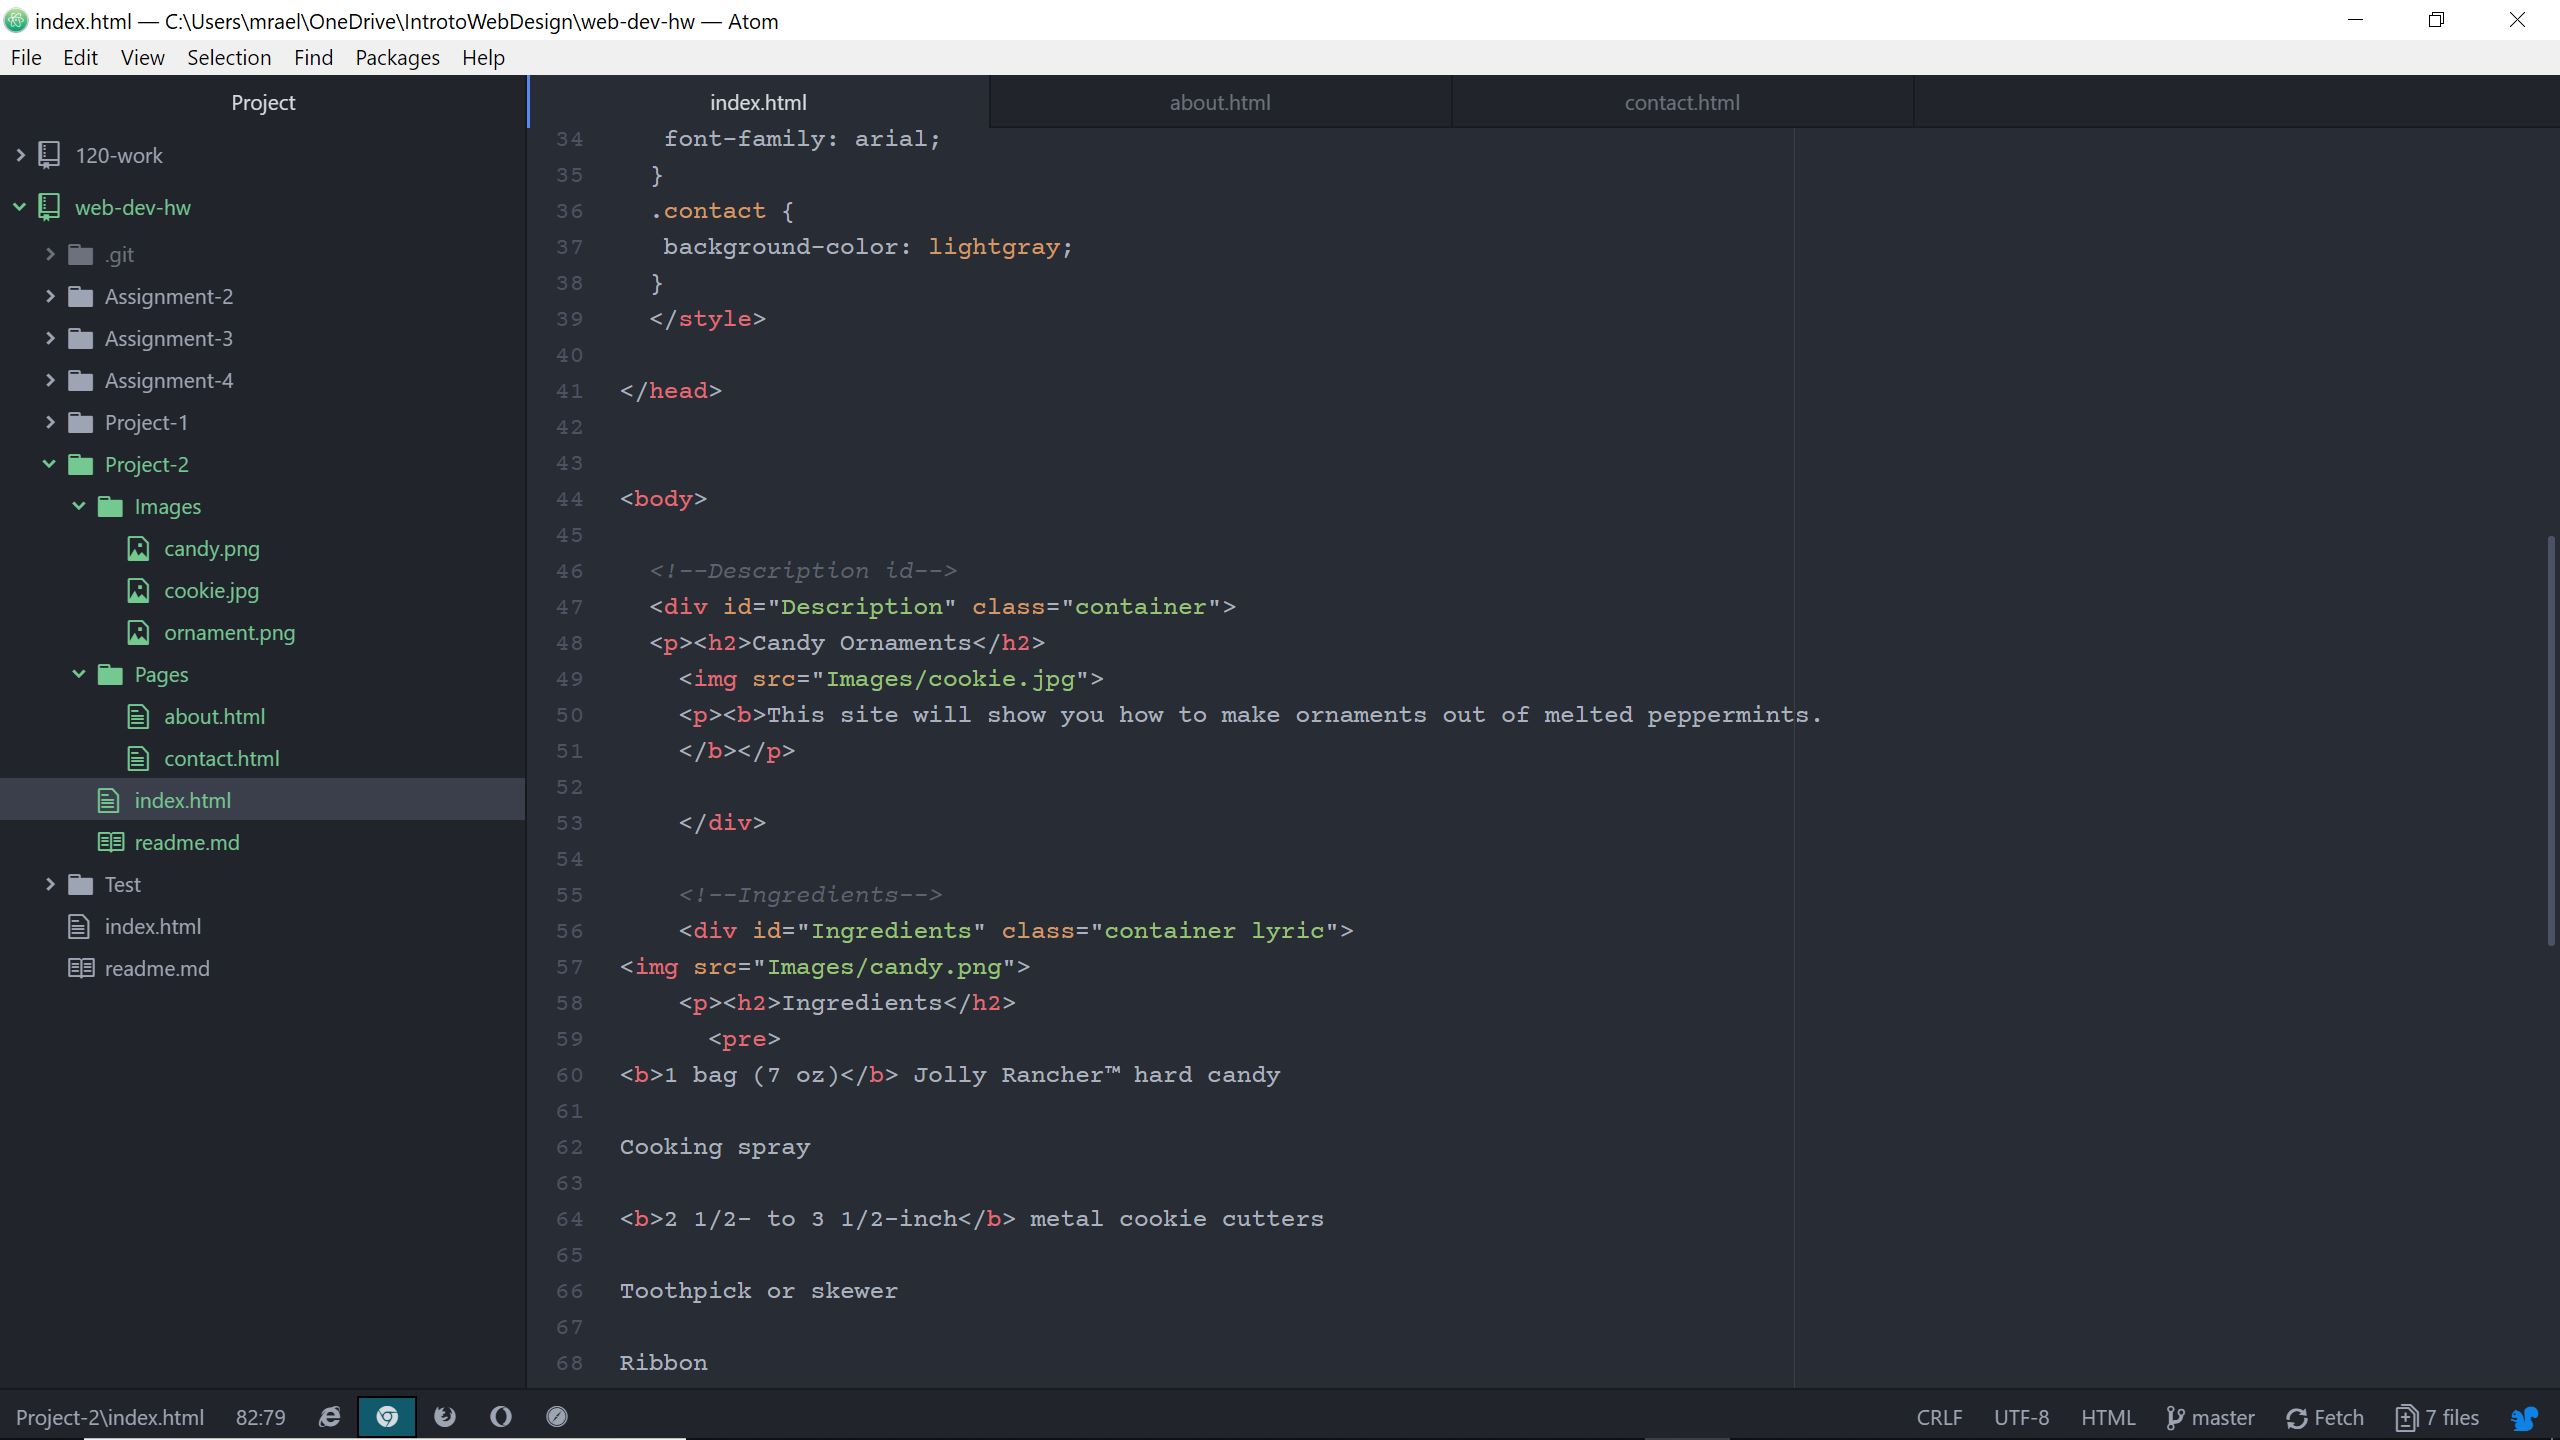 index.html — C:\Users\mrael\OneDrive\IntrotoWebDesign\web-dev-hw — Atom
File Edit View Selection Find Packages Help
Project
120-work
web-dev-hw
.git
Assignment-2
Assignment-3
Assignment-4
Project-1
Project-2
Images
candy.png
cookie.jpg
ornament.png
Pages
about.html
contact.html
index.html
readme.md
Test
index.html
readme.md
index.html about.html contact.html
34 font-family: arial;
35 }
36 .contact {
37 background-color: lightgray;
38 }
39 </style>
40
41 </head>
42
43
44 <body>
45
46 <!--Description id-->
47 <div id="Description" class="container">
48 <p><h2>Candy Ornaments</h2>
49 <img src="Images/cookie.jpg">
50 <p><b>This site will show you how to make ornaments out of melted peppermints.
51 </b></p>
52
53 </div>
54
55 <!--Ingredients-->
56 <div id="Ingredients" class="container lyric">
57 <img src="Images/candy.png">
58 <p><h2>Ingredients</h2>
59 <pre>
60 <b>1 bag (7 oz)</b> Jolly Rancher™ hard candy
61
62 Cooking spray
63
64 <b>2 1/2- to 3 1/2-inch</b> metal cookie cutters
65
66 Toothpick or skewer
67
68 Ribbon
Project-2\index.html 82:79 CRLF UTF-8 HTML master Fetch 7 files